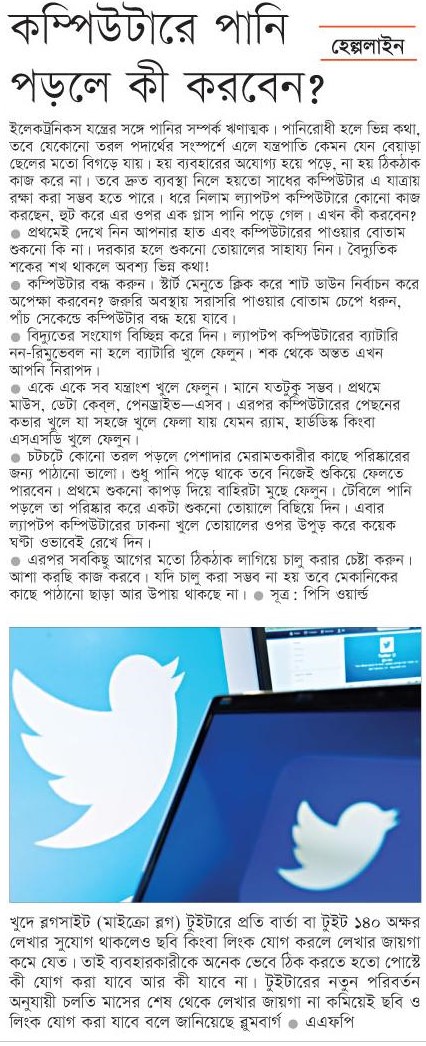 কম্পিউটারে পানি
হেল্পলাইন
পড়লে কী করবেন?
ইলেকট্রনিকস যন্ত্রের সঙ্গে পানির সম্পর্ক ঋণাত্মক। পানিরোধী হলে ভিন্ন কথা,
তবে যেকোনো তরল পদার্থের সংস্পর্শে এলে যন্ত্রপাতি কেমন যেন বেয়াড়া
ছেলের মতো বিগড়ে যায়। হয় ব্যবহারের অযোগ্য হয়ে পড়ে, না হয় ঠিকঠাক
কাজ করে না। তবে দ্রুত ব্যবস্থা নিলে হয়তো সাধের কম্পিউটার এ যাত্রায়
রক্ষা করা সম্ভব হতে পারে। ধরে নিলাম ল্যাপটপ কম্পিউটারে কোনো কাজ
করছেন, হুট করে এর ওপর এক গ্লাস পানি পড়ে গেল। এখন কী করবেন?
● প্রথমেই দেখে নিন আপনার হাত এবং কম্পিউটারের পাওয়ার বোতাম
শুকনো কি না। দরকার হলে শুকনো তোয়ালের সাহায্য নিন। বৈদ্যুতিক
শকের শখ থাকলে অবশ্য ভিন্ন কথা!
● কম্পিউটার বন্ধ করুন। স্টার্ট মেনুতে ক্লিক করে শাট ডাউন নির্বাচন করে
অপেক্ষা করবেন? জরুরি অবস্থায় সরাসরি পাওয়ার বোতাম চেপে ধরুন,
পাঁচ সেকেন্ডে কম্পিউটার বন্ধ হয়ে যাবে।
● বিদ্যুতের সংযোগ বিচ্ছিন্ন করে দিন। ল্যাপটপ কম্পিউটারের ব্যাটারি
নন-রিমুভেবল না হলে ব্যাটারি খুলে ফেলুন। শক থেকে অন্তত এখন
আপনি নিরাপদ।
● একে একে সব যন্ত্রাংশ খুলে ফেলুন। মানে যতটুকু সম্ভব। প্রথমে
মাউস, ডেটা কেব্‌ল, পেনড্রাইভ—এসব। এরপর কম্পিউটারের পেছনের
কভার খুলে যা সহজে খুলে ফেলা যায় যেমন র‍্যাম, হার্ডডিস্ক কিংবা
এসএসডি খুলে ফেলুন।
● চটচটে কোনো তরল পড়লে পেশাদার মেরামতকারীর কাছে পরিষ্কারের
জন্য পাঠানো ভালো। শুধু পানি পড়ে থাকে তবে নিজেই শুকিয়ে ফেলতে
পারবেন। প্রথমে শুকনো কাপড় দিয়ে বাহিরটা মুছে ফেলুন। টেবিলে পানি
পড়লে তা পরিষ্কার করে একটা শুকনো তোয়ালে বিছিয়ে দিন। এবার
ল্যাপটপ কম্পিউটারের ঢাকনা খুলে তোয়ালের ওপর উপুড় করে কয়েক
ঘণ্টা ওভাবেই রেখে দিন।
● এরপর সবকিছু আগের মতো ঠিকঠাক লাগিয়ে চালু করার চেষ্টা করুন।
আশা করছি কাজ করবে। যদি চালু করা সম্ভব না হয় তবে মেকানিকের
কাছে পাঠানো ছাড়া আর উপায় থাকছে না। ● সূত্র: পিসি ওয়ার্ল্ড
খুদে ব্লগসাইট (মাইক্রো ব্লগ) টুইটারে প্রতি বার্তা বা টুইট ১৪০ অক্ষর
লেখার সুযোগ থাকলেও ছবি কিংবা লিংক যোগ করলে লেখার জায়গা
কমে যেত। তাই ব্যবহারকারীকে অনেক ভেবে ঠিক করতে হতো পোস্টে
কী যোগ করা যাবে আর কী যাবে না। টুইটারের নতুন পরিবর্তন
অনুযায়ী চলতি মাসের শেষ থেকে লেখার জায়গা না কমিয়েই ছবি ও
লিংক যোগ করা যাবে বলে জানিয়েছে ব্লুমবার্গ ● এএফপি